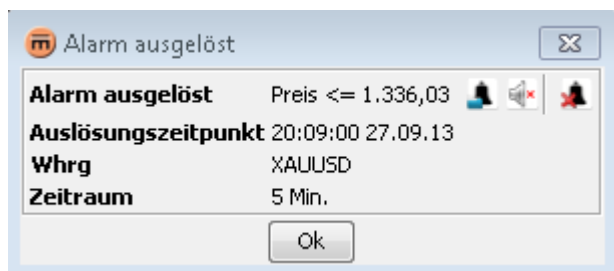 Alarm ausgelöst
Alarm ausgelöst Preis <= 1.336,03
Auslösungszeitpunkt 20:09:00 27.09.13
Whrg XAUUSD
Zeitraum 5 Min.
Ok